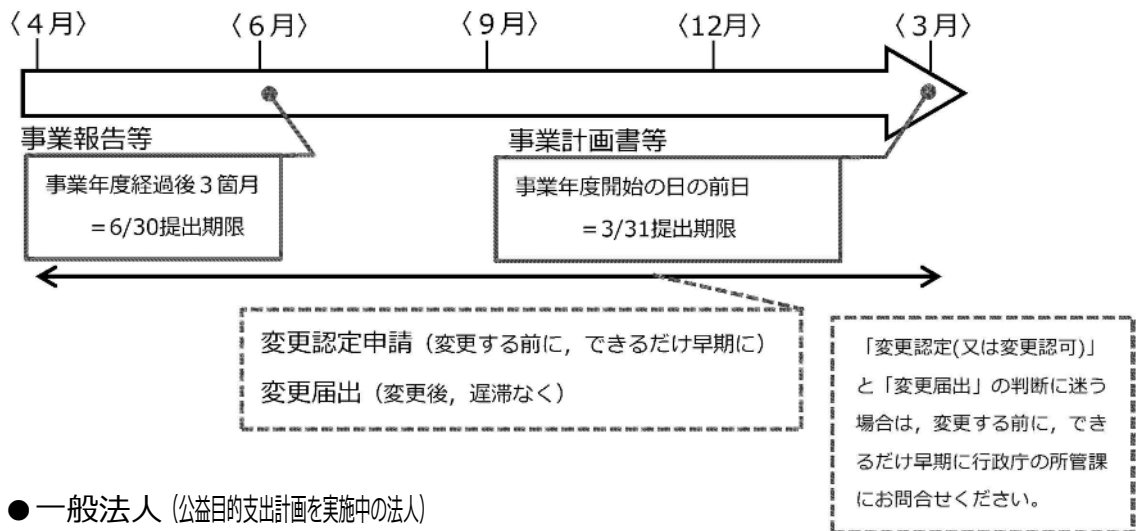 〈4月〉 〈6月〉 〈9月〉 〈12月〉 〈3月〉
事業報告等
事業年度経過後3箇月
=6/30提出期限
事業計画書等
事業年度開始の日の前日
=3/31提出期限
変更認定申請(変更する前に,できるだけ早期に)
変更届出(変更後,遅滞なく)
「変更認定(又は変更認可)」
と「変更届出」の判断に迷う
場合は,変更する前に,でき
るだけ早期に行政庁の所管課
にお問合せください。
●一般法人(公益目的支出計画を実施中の法人)